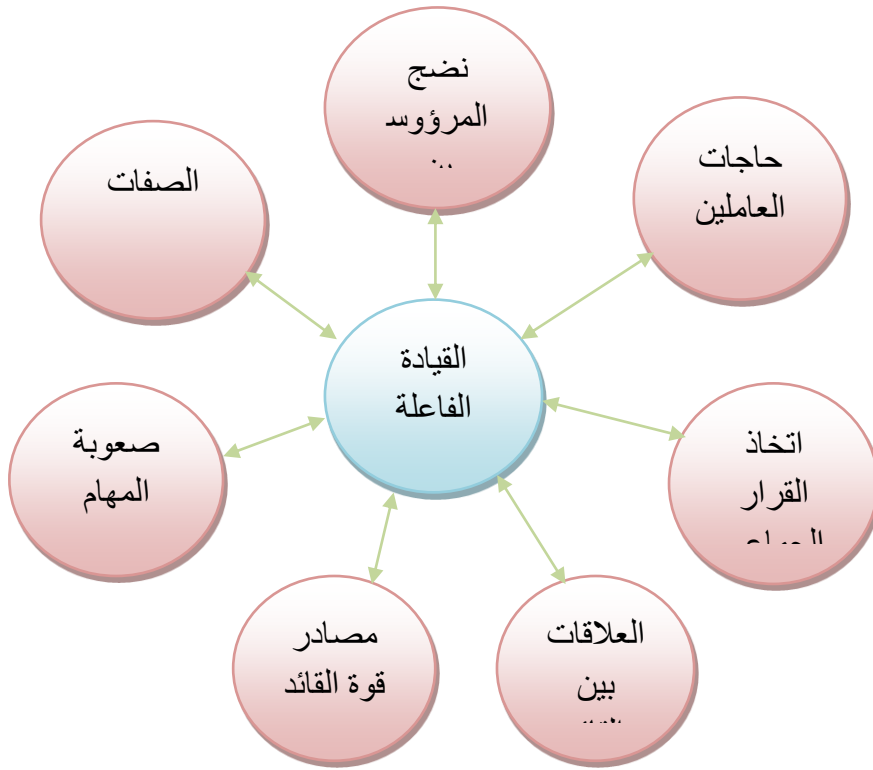 نضج
المرؤوس
حاجات
العاملين
الصفات
القيادة
الفاعلة
اتخاذ
القرار
صعوبة
المهام
العلاقات
بين
مصادر
قوة القائد